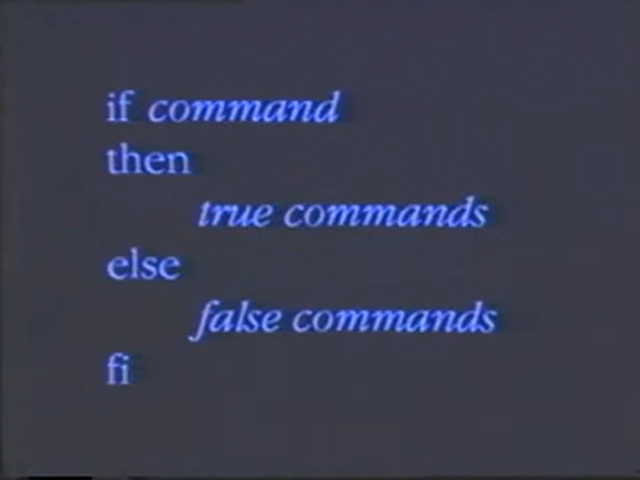 if command
then
true commands
else
false commands
fi